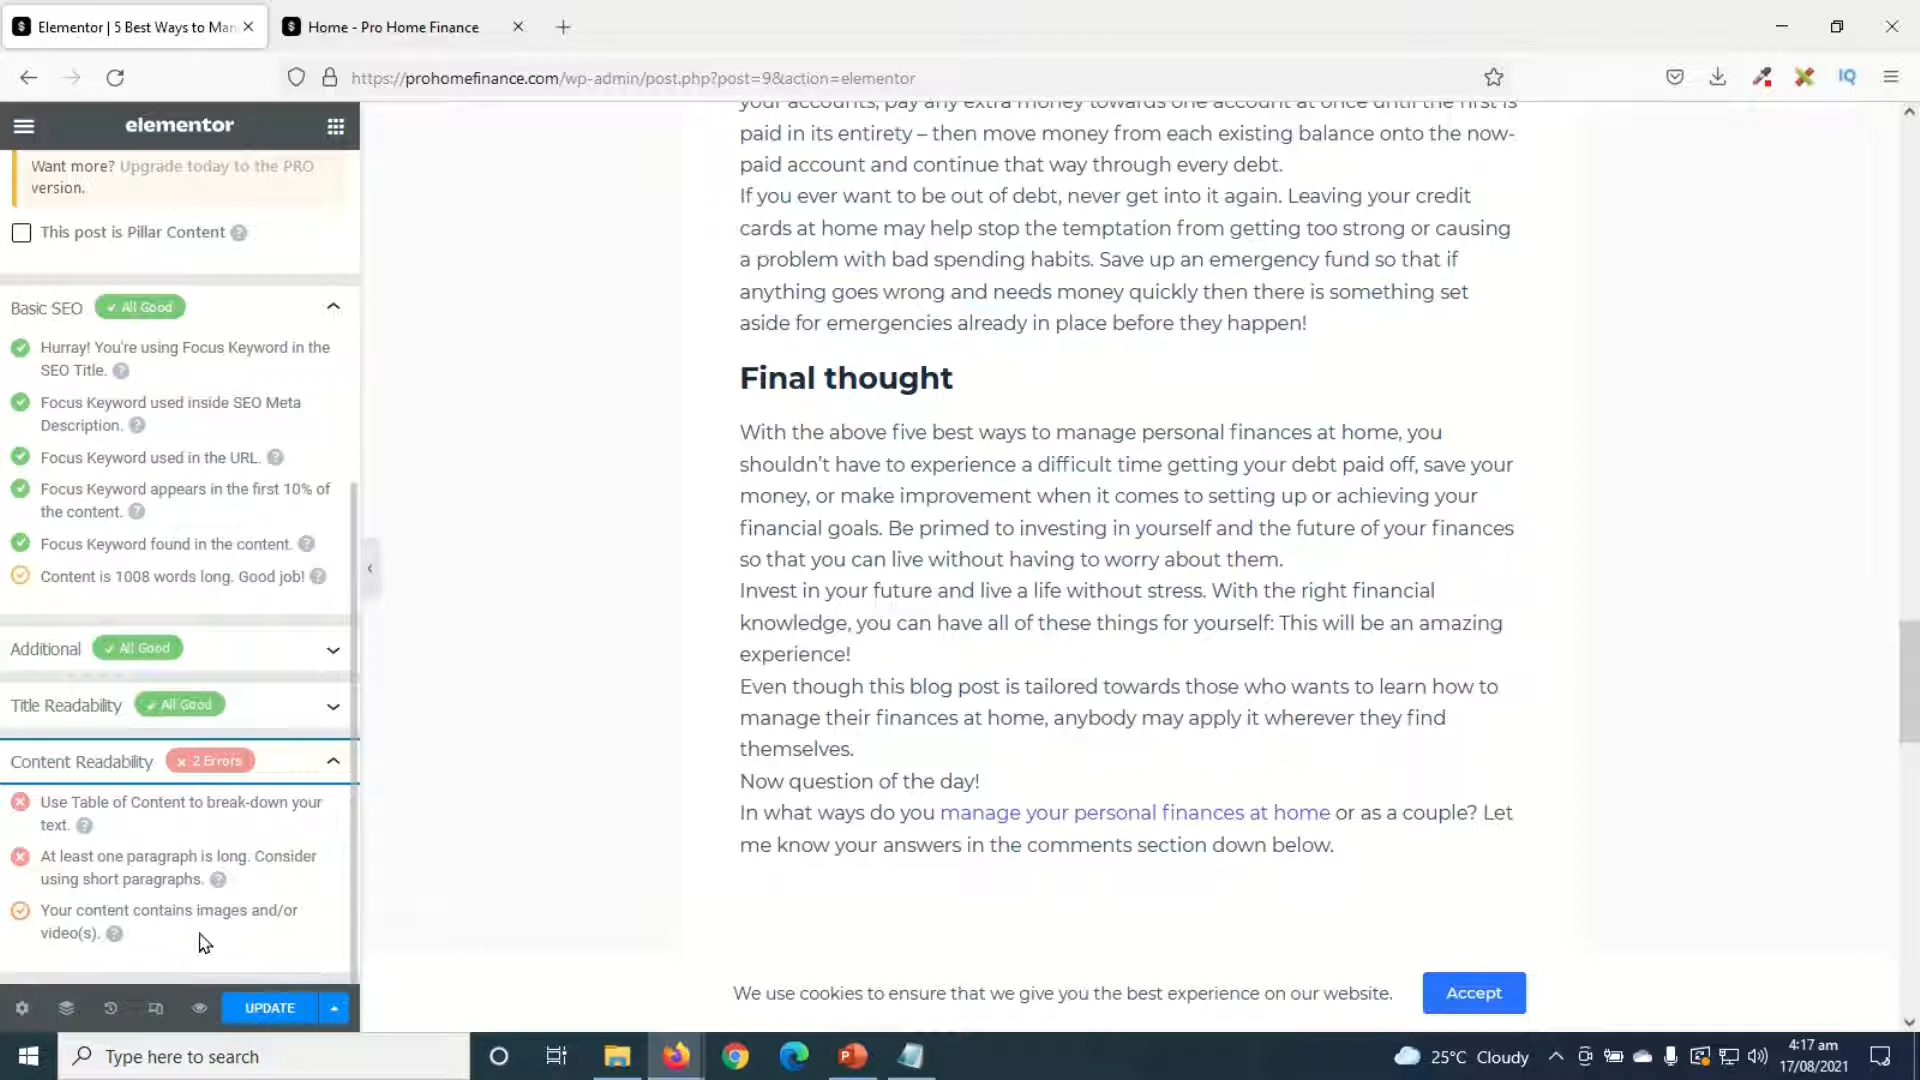 Elementor | 5 Best Ways to Man
Home - Pro Home Finance
https://prohomefinance.com/wp-admin/post.php?post=9&action=elementor
IQ
elementor
Want more? Upgrade today to the PRO
version.
This post is Pillar Content
Basic SEO
All Good
Hurray! You're using Focus Keyword in the
SEO Title.
Focus Keyword used inside SEO Meta
Description.
Focus Keyword used in the URL.
Focus Keyword appears in the first 10% of
the content.
Focus Keyword found in the content.
Content is 1008 words long. Good job!
Additional
All Good
Title Readability
All Good
Content Readability
2 Errors
Use Table of Content to break-down your
text.
At least one paragraph is long. Consider
using short paragraphs.
Your content contains images and/or
video(s).
UPDATE
your accounts, pay any extra money towards one account at once until the first is
paid in its entirety – then move money from each existing balance onto the now-
paid account and continue that way through every debt.
If you ever want to be out of debt, never get into it again. Leaving your credit
cards at home may help stop the temptation from getting too strong or causing
a problem with bad spending habits. Save up an emergency fund so that if
anything goes wrong and needs money quickly then there is something set
aside for emergencies already in place before they happen!
Final thought
With the above five best ways to manage personal finances at home, you
shouldn't have to experience a difficult time getting your debt paid off, save your
money, or make improvement when it comes to setting up or achieving your
financial goals. Be primed to investing in yourself and the future of your finances
so that you can live without having to worry about them.
Invest in your future and live a life without stress. With the right financial
knowledge, you can have all of these things for yourself: This will be an amazing
experience!
Even though this blog post is tailored towards those who wants to learn how to
manage their finances at home, anybody may apply it wherever they find
themselves.
Now question of the day!
In what ways do you manage your personal finances at home or as a couple? Let
me know your answers in the comments section down below.
We use cookies to ensure that we give you the best experience on our website.
Accept
Type here to search
25°C Cloudy
4:17 am
17/08/2021